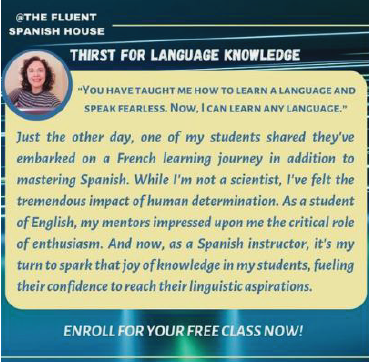 @THE FLUENT
SPANISH HOUSE
THIRST FOR LANGUAGE KNOWLEDGE
"YOU HAVE TAUGHT ME HOW TO LEARN A LANGUAGE AND
SPEAK FEARLESS. NOW, I CAN LEARN ANY LANGUAGE."
Just the other day, one of my students shared they've
embarked on a French learning journey in addition to
mastering Spanish. While I'm not a scientist, I've felt the
tremendous impact of human determination. As a student
of English, my mentors impressed upon me the critical role
of enthusiasm. And now, as a Spanish instructor, it's my
turn to spark that joy of knowledge in my students, fueling
their confidence to reach their linguistic aspirations.
ENROLL FOR YOUR FREE CLASS NOW!